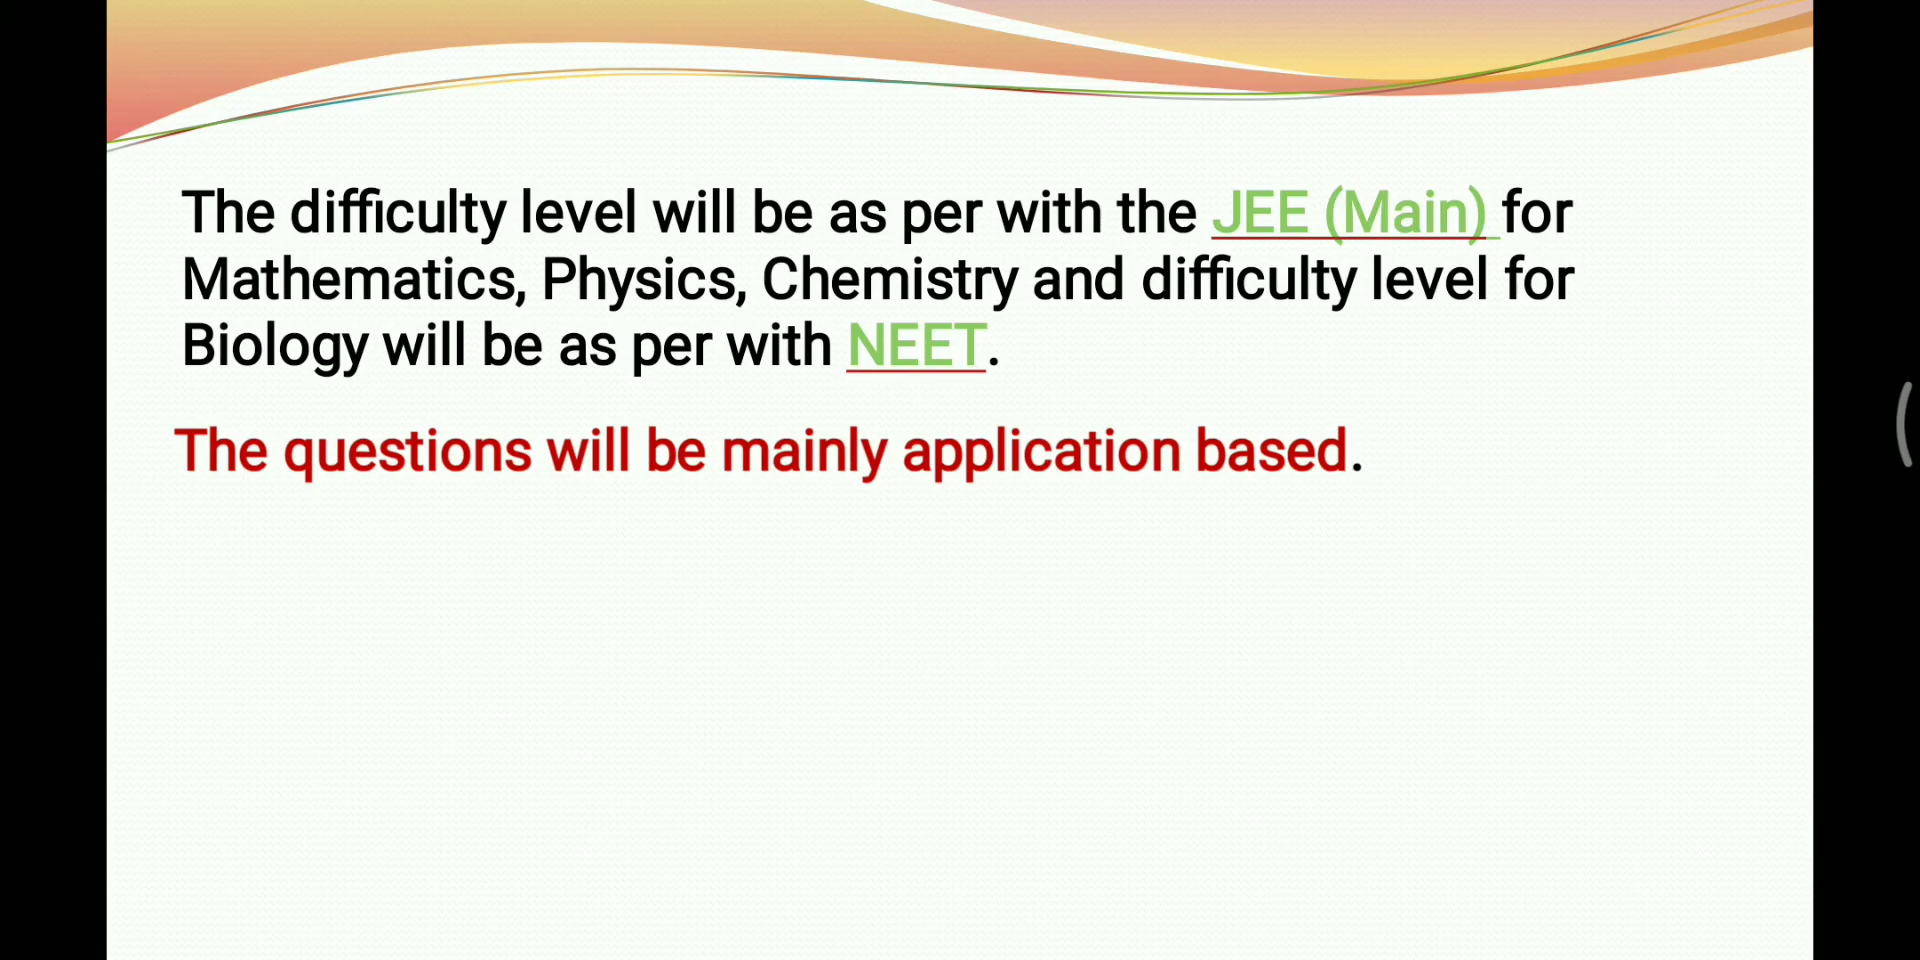 The difficulty level will be as per with the JEE (Main) for
Mathematics, Physics, Chemistry and difficulty level for
Biology will be as per with NEET.
The questions will be mainly application based.